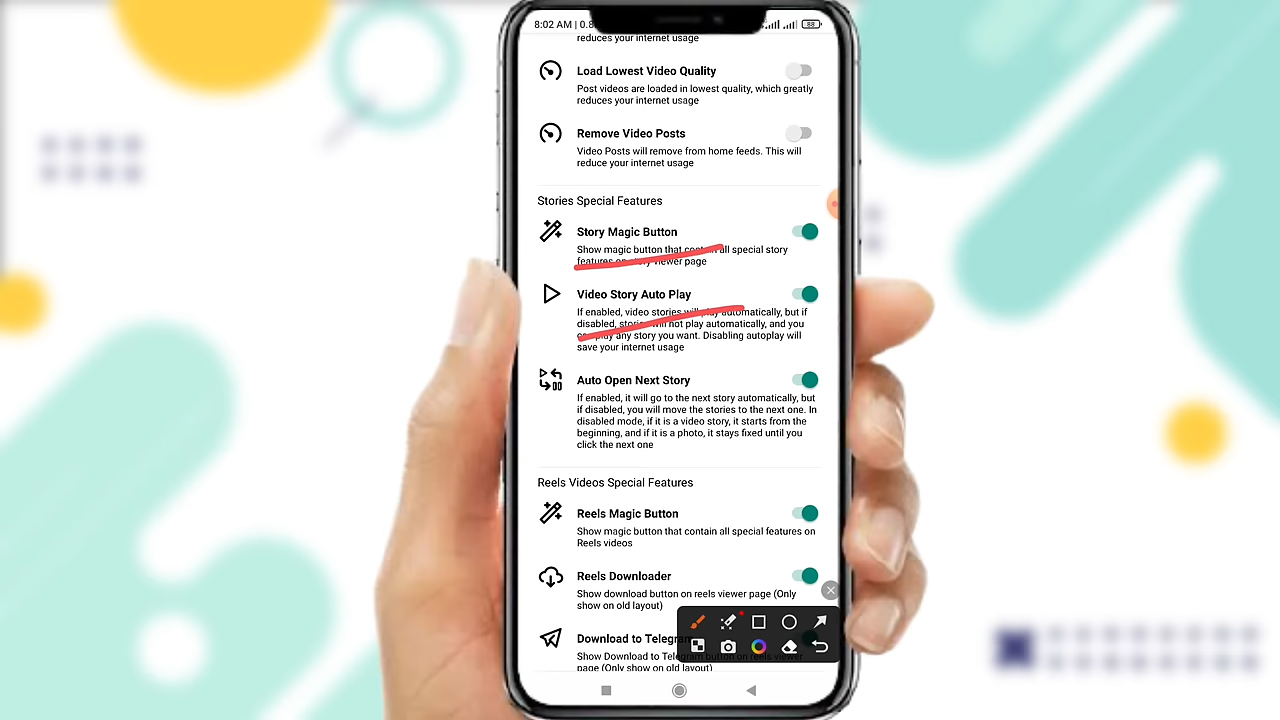 8:02 AM | 0.8
88
reduces your internet usage
Load Lowest Video Quality
Post videos are loaded in lowest quality, which greatly
reduces your internet usage
Remove Video Posts
Video Posts will remove from home feeds. This will
reduce your internet usage
Stories Special Features
Story Magic Button
Show magic button that contain all special story
features on story viewer page
Video Story Auto Play
If enabled, video stories will play automatically, but if
disabled, stories will not play automatically, and you
can play any story you want. Disabling autoplay will
save your internet usage
Auto Open Next Story
If enabled, it will go to the next story automatically, but
if disabled, you will move the stories to the next one. In
disabled mode, if it is a video story, it starts from the
beginning, and if it is a photo, it stays fixed until you
click the next one
Reels Videos Special Features
Reels Magic Button
Show magic button that contain all special features on
Reels videos
Reels Downloader
Show download button on reels viewer page (Only
show on old layout)
Download to Telegram
Show Download to Telegram button on reels viewer
page (Only show on old layout)